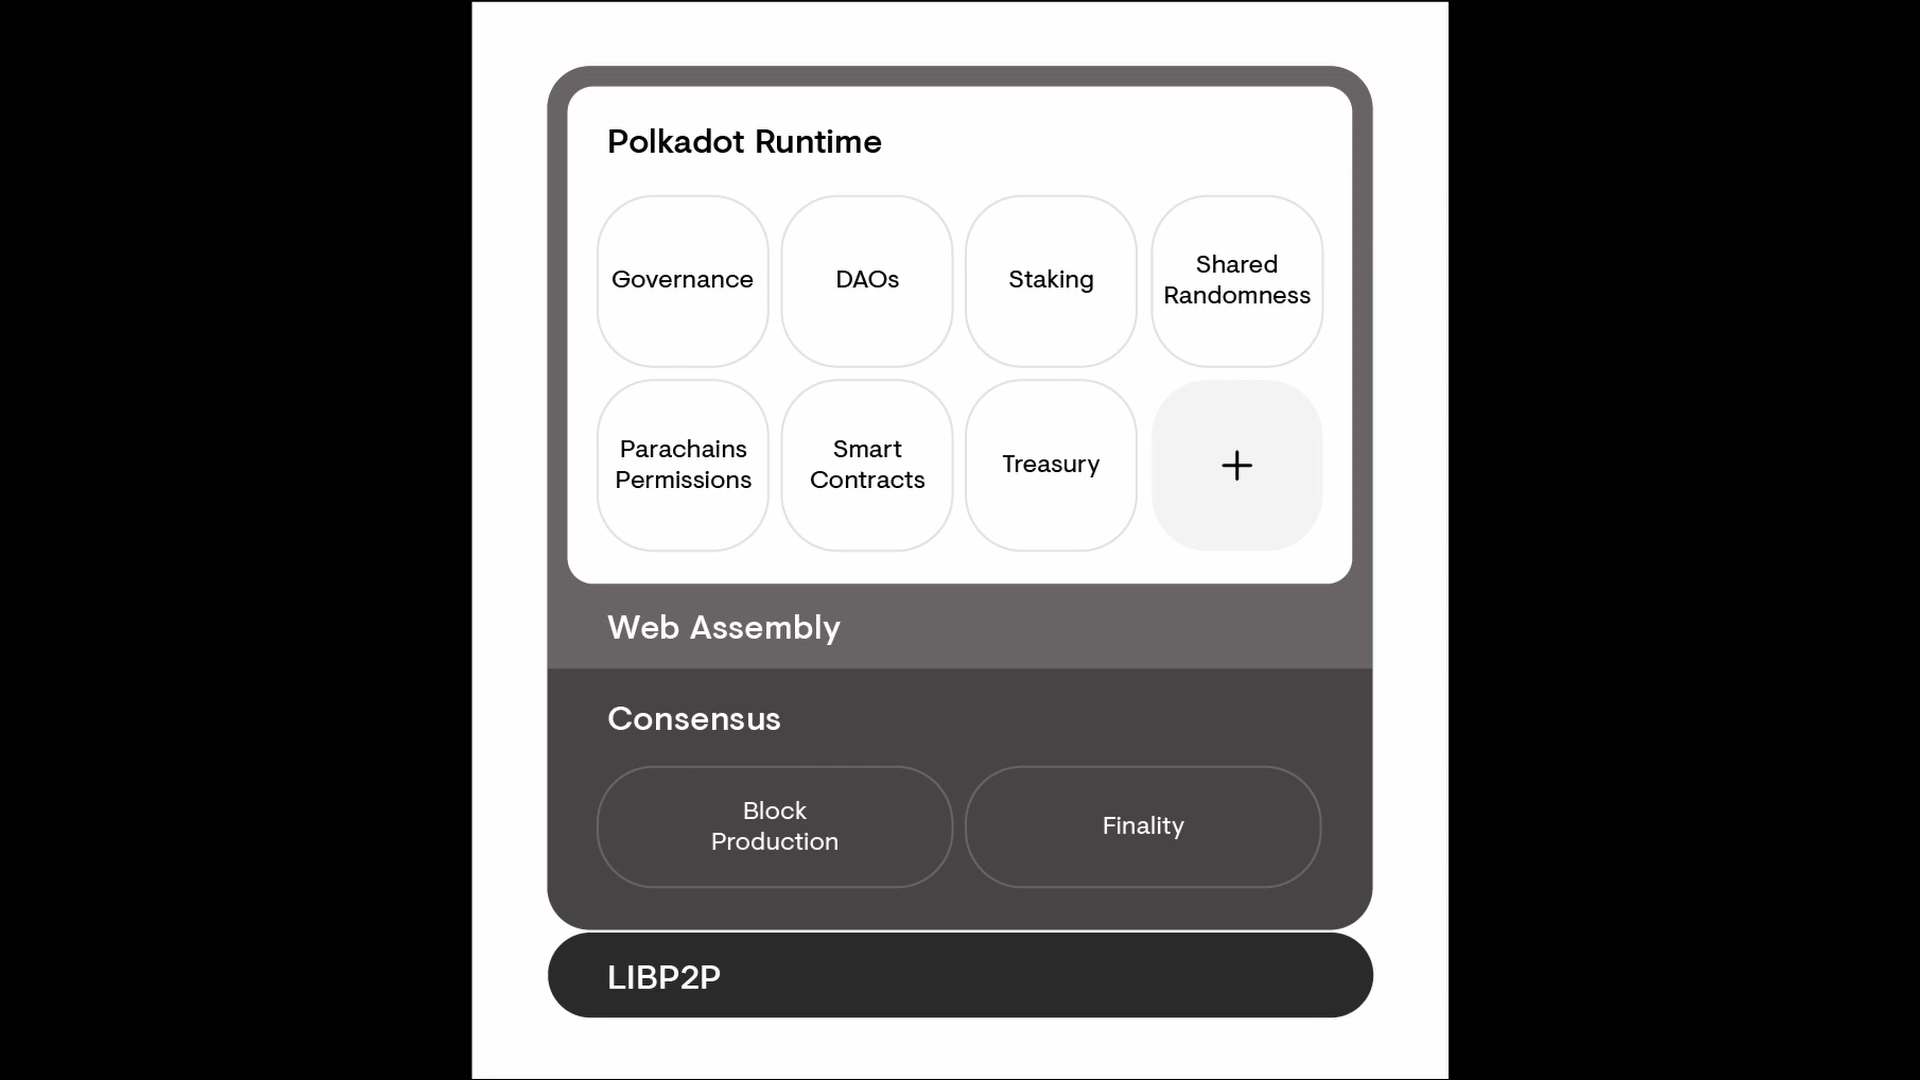 Polkadot Runtime
Governance
DAOs
Staking
Shared
Randomness
Parachains
Permissions
Smart
Contracts
Treasury
+
Web Assembly
Consensus
Block
Production
Finality
LIBP2P